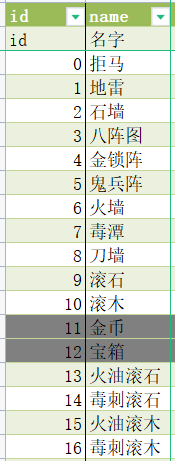 id name
id 名字
0 拒马
1 地雷
2 石墙
3 八阵图
4 金锁阵
5 鬼兵阵
6 火墙
7 毒潭
8 刀墙
9 滚石
10 滚木
11 金币
12 宝箱
13 火油滚石
14 毒刺滚石
15 火油滚木
16 毒刺滚木